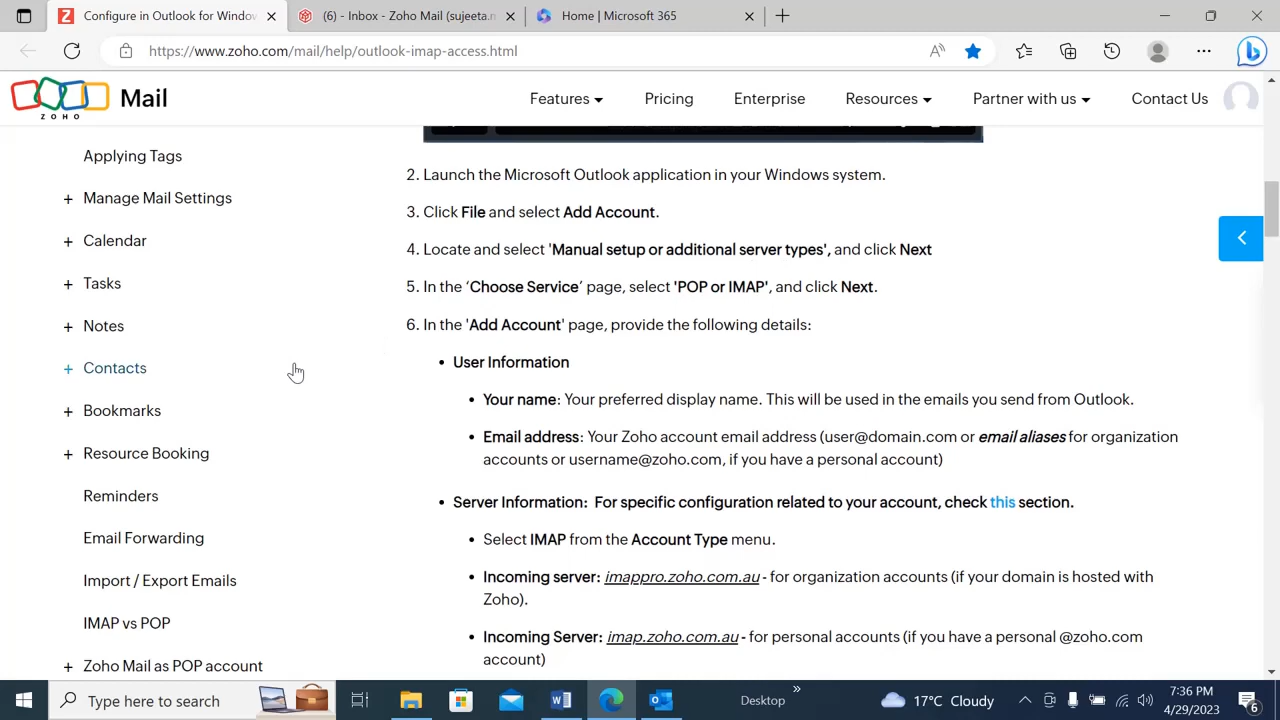 Configure in Outlook for Window
(6) - Inbox - Zoho Mail (sujeeta.m
Home | Microsoft 365
https://www.zoho.com/mail/help/outlook-imap-access.html
ZOHO
Mail
Features
Pricing
Enterprise
Resources
Partner with us
Contact Us
Applying Tags
+ Manage Mail Settings
+ Calendar
+ Tasks
+ Notes
+ Contacts
+ Bookmarks
+ Resource Booking
Reminders
Email Forwarding
Import / Export Emails
IMAP vs POP
+ Zoho Mail as POP account
2. Launch the Microsoft Outlook application in your Windows system.
3. Click File and select Add Account.
4. Locate and select 'Manual setup or additional server types', and click Next
5. In the ‘Choose Service’ page, select 'POP or IMAP', and click Next.
6. In the 'Add Account' page, provide the following details:
• User Information
• Your name: Your preferred display name. This will be used in the emails you send from Outlook.
• Email address: Your Zoho account email address (user@domain.com or email aliases for organization
accounts or username@zoho.com, if you have a personal account)
• Server Information: For specific configuration related to your account, check this section.
• Select IMAP from the Account Type menu.
• Incoming server: imappro.zoho.com.au - for organization accounts (if your domain is hosted with
Zoho).
• Incoming Server: imap.zoho.com.au - for personal accounts (if you have a personal @zoho.com
account)
Type here to search
Desktop
17°C Cloudy
7:36 PM
4/29/2023
6